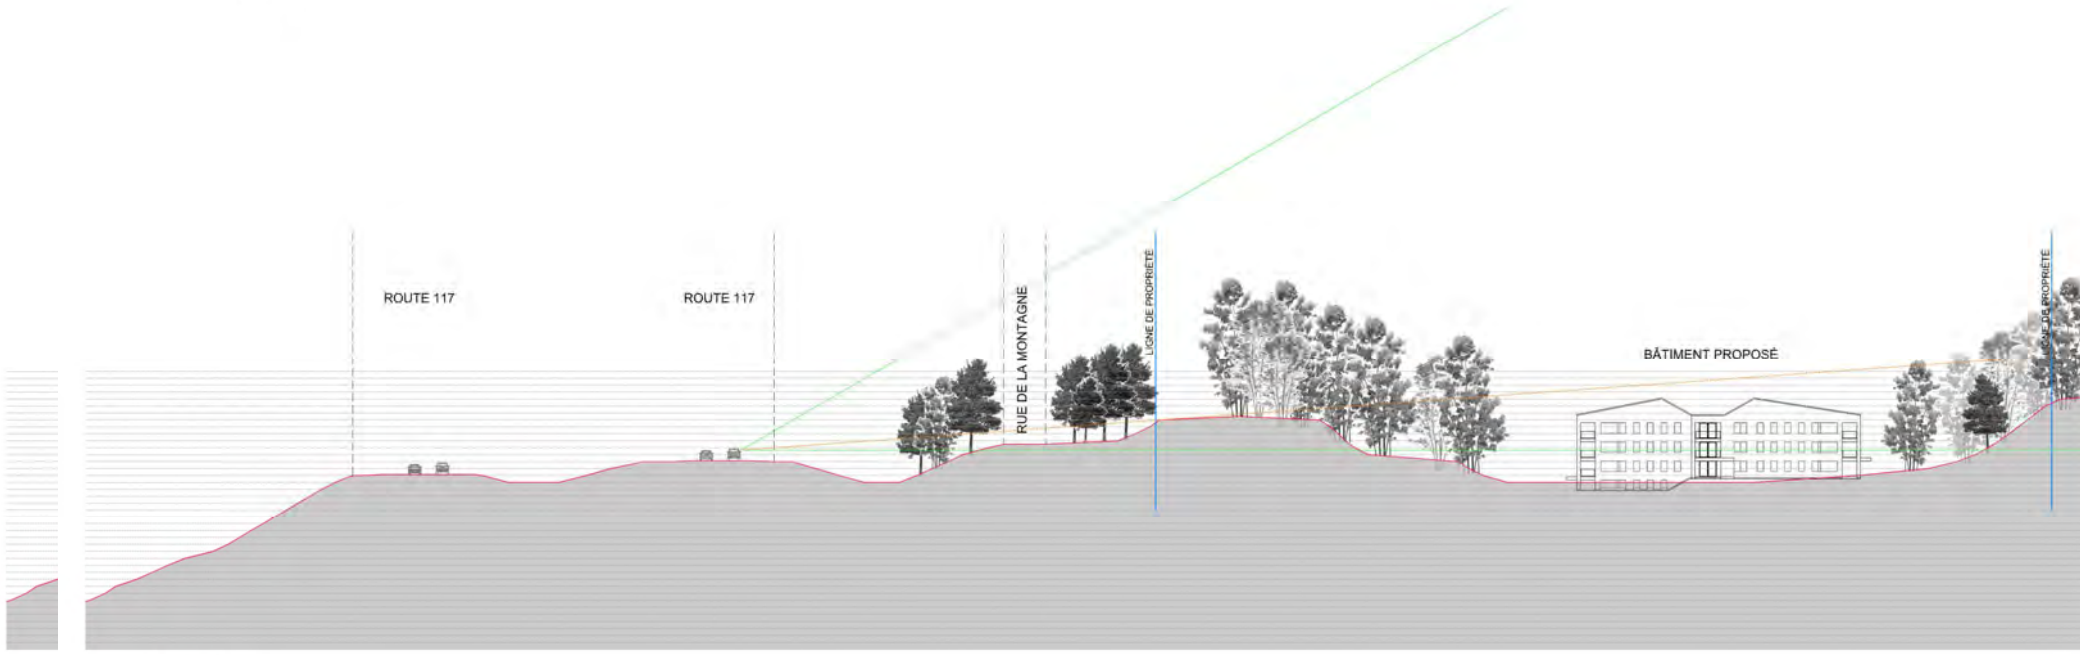 ROUTE 117
ROUTE 117
RUE DE LA MONTAGNE
LIGNE DE PROPRIÉTÉ
BÂTIMENT PROPOSÉ
LIGNE DE PROPRIÉTÉ